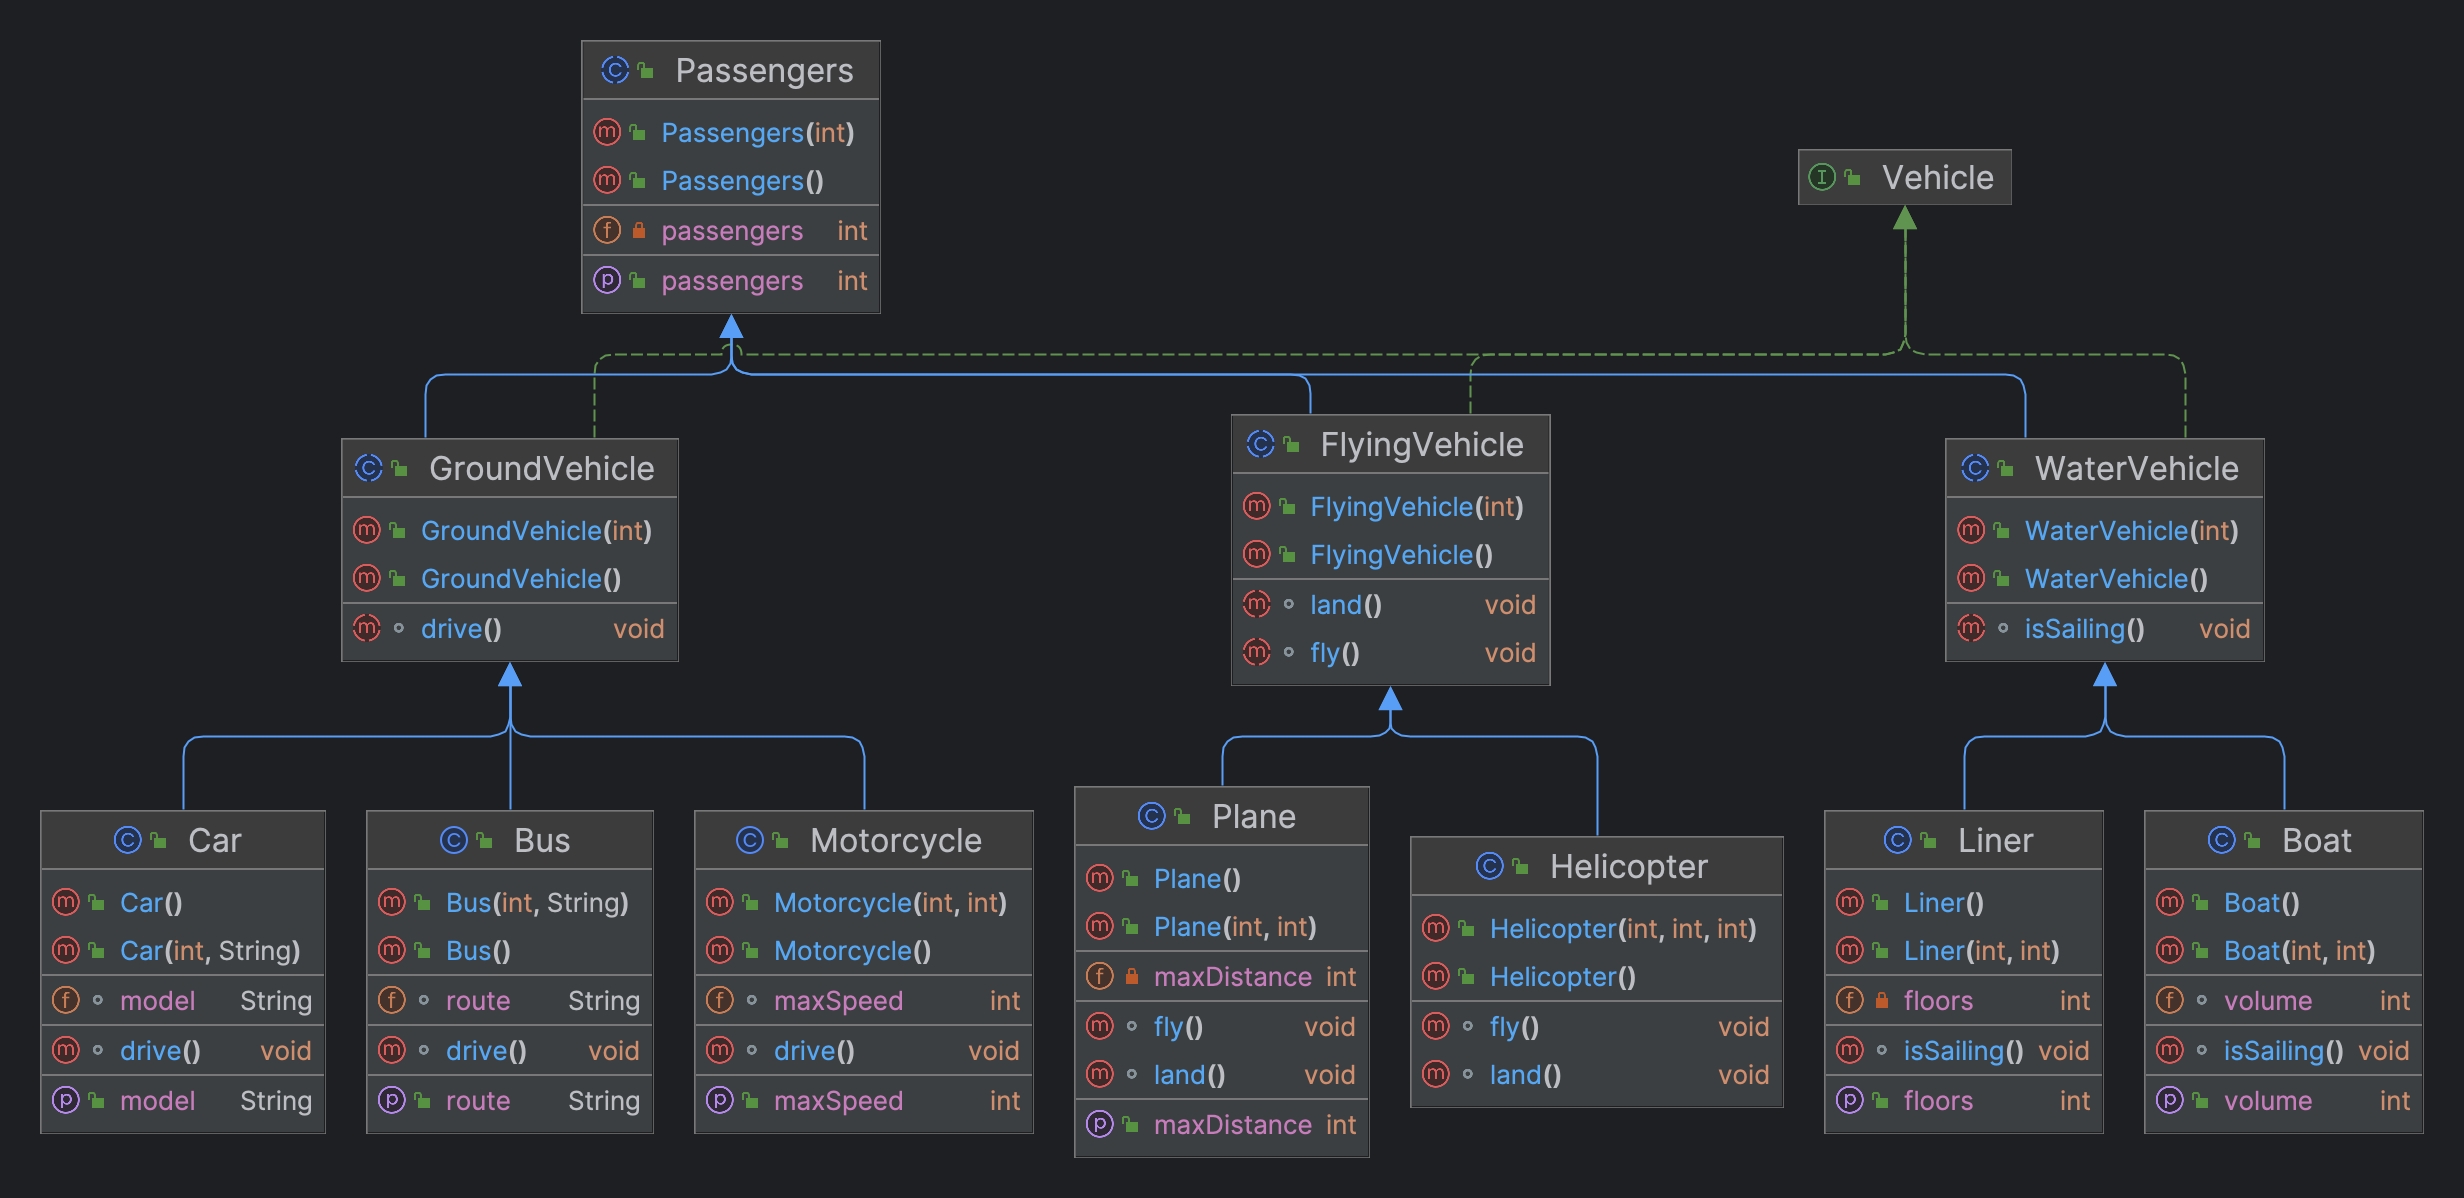 Passengers
Passengers(int)
Passengers()
passengers int
passengers int
Vehicle
GroundVehicle
GroundVehicle(int)
GroundVehicle()
drive() void
FlyingVehicle
FlyingVehicle(int)
FlyingVehicle()
land() void
fly() void
WaterVehicle
WaterVehicle(int)
WaterVehicle()
isSailing() void
Car
Car()
Car(int, String)
model String
drive() void
model String
Bus
Bus(int, String)
Bus()
route String
drive() void
route String
Motorcycle
Motorcycle(int, int)
Motorcycle()
maxSpeed int
drive() void
maxSpeed int
Plane
Plane()
Plane(int, int)
maxDistance int
fly() void
land() void
maxDistance int
Helicopter
Helicopter(int, int, int)
Helicopter()
fly() void
land() void
Liner
Liner()
Liner(int, int)
floors int
isSailing() void
floors int
Boat
Boat()
Boat(int, int)
volume int
isSailing() void
volume int